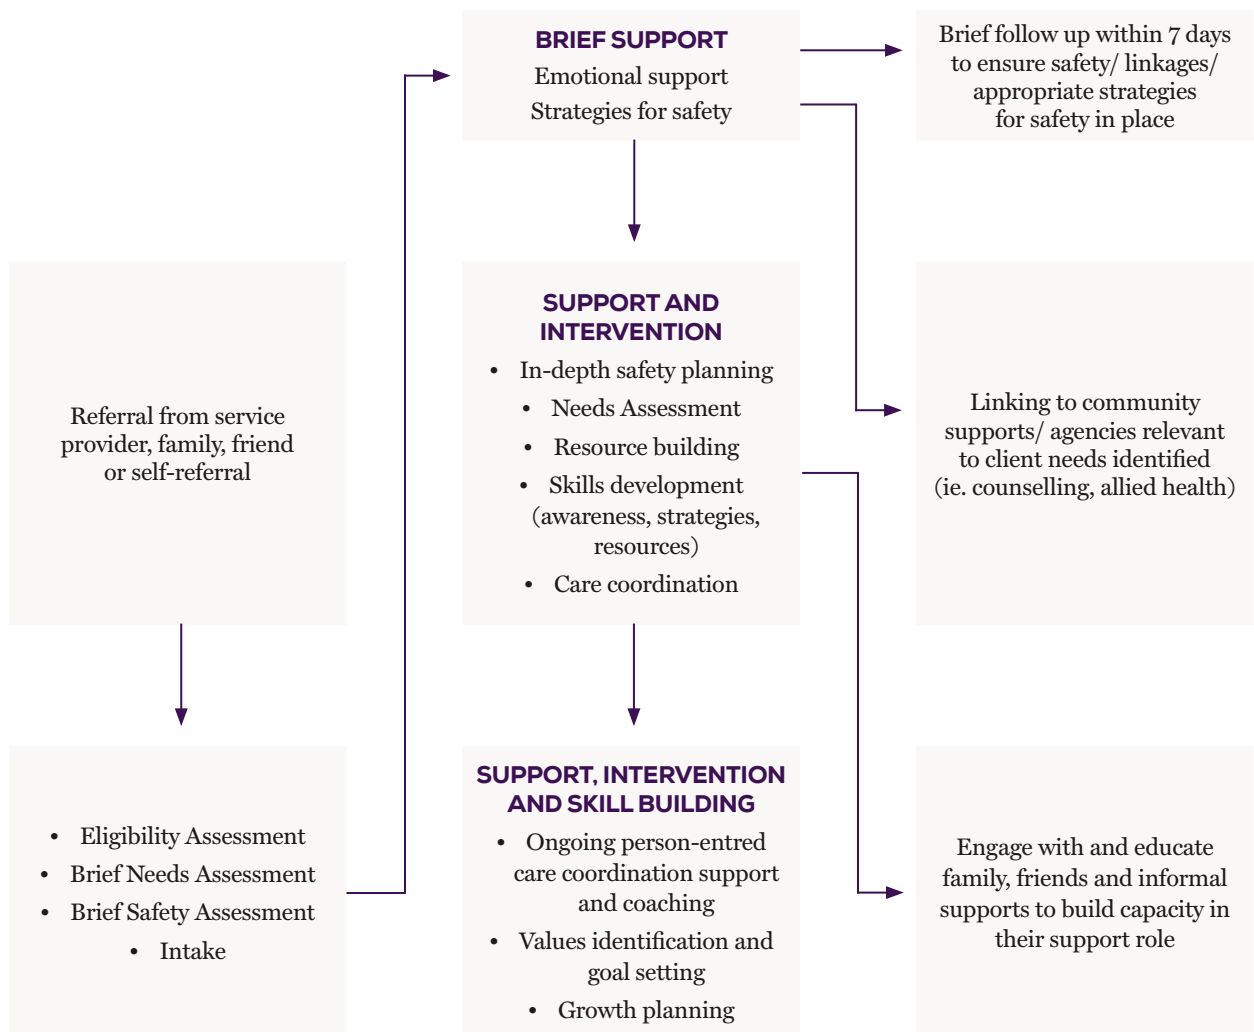 Referral from service
provider, family, friend
or self-referral
• Eligibility Assessment
• Brief Needs Assessment
• Brief Safety Assessment
• Intake
BRIEF SUPPORT
Emotional support
Strategies for safety
SUPPORT AND
INTERVENTION
• In-depth safety planning
• Needs Assessment
• Resource building
• Skills development
(awareness, strategies,
resources)
• Care coordination
SUPPORT, INTERVENTION
AND SKILL BUILDING
• Ongoing person-entred
care coordination support
and coaching
• Values identification and
goal setting
• Growth planning
Brief follow up within 7 days
to ensure safety/ linkages/
appropriate strategies
for safety in place
Linking to community
supports/ agencies relevant
to client needs identified
(ie. counselling, allied health)
Engage with and educate
family, friends and informal
supports to build capacity in
their support role